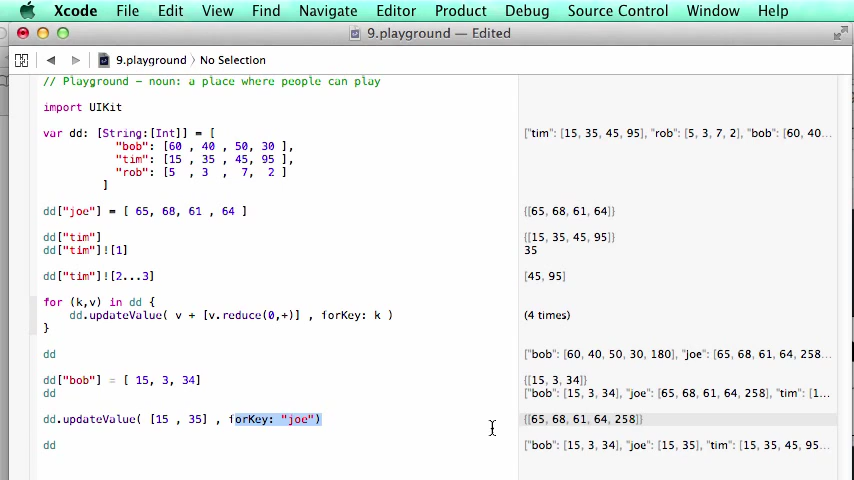 Xcode File Edit View Find Navigate Editor Product Debug Source Control Window Help
9.playground — Edited
9.playground 〉 No Selection
// Playground - noun: a place where people can play
import UIKit
var dd: [String:[Int]] = [ ["tim": [15, 35, 45, 95], "rob": [5, 3, 7, 2], "bob": [60, 40...
"bob": [60 , 40 , 50, 30 ],
"tim": [15 , 35 , 45, 95 ],
"rob": [5 , 3 , 7, 2 ]
]
dd["joe"] = [ 65, 68, 61 , 64 ] {[65, 68, 61, 64]}
dd["tim"] {[15, 35, 45, 95]}
dd["tim"]![1] 35
dd["tim"]![2...3] [45, 95]
for (k,v) in dd {
dd.updateValue( v + [v.reduce(0,+)] , forKey: k ) (4 times)
}
dd ["bob": [60, 40, 50, 30, 180], "joe": [65, 68, 61, 64, 258...
dd["bob"] = [ 15, 3, 34] {[15, 3, 34]}
dd ["bob": [15, 3, 34], "joe": [65, 68, 61, 64, 258], "tim": [1...
dd.updateValue( [15 , 35] , forKey: "joe") {[65, 68, 61, 64, 258]}
dd ["bob": [15, 3, 34], "joe": [15, 35], "tim": [15, 35, 45, 95...